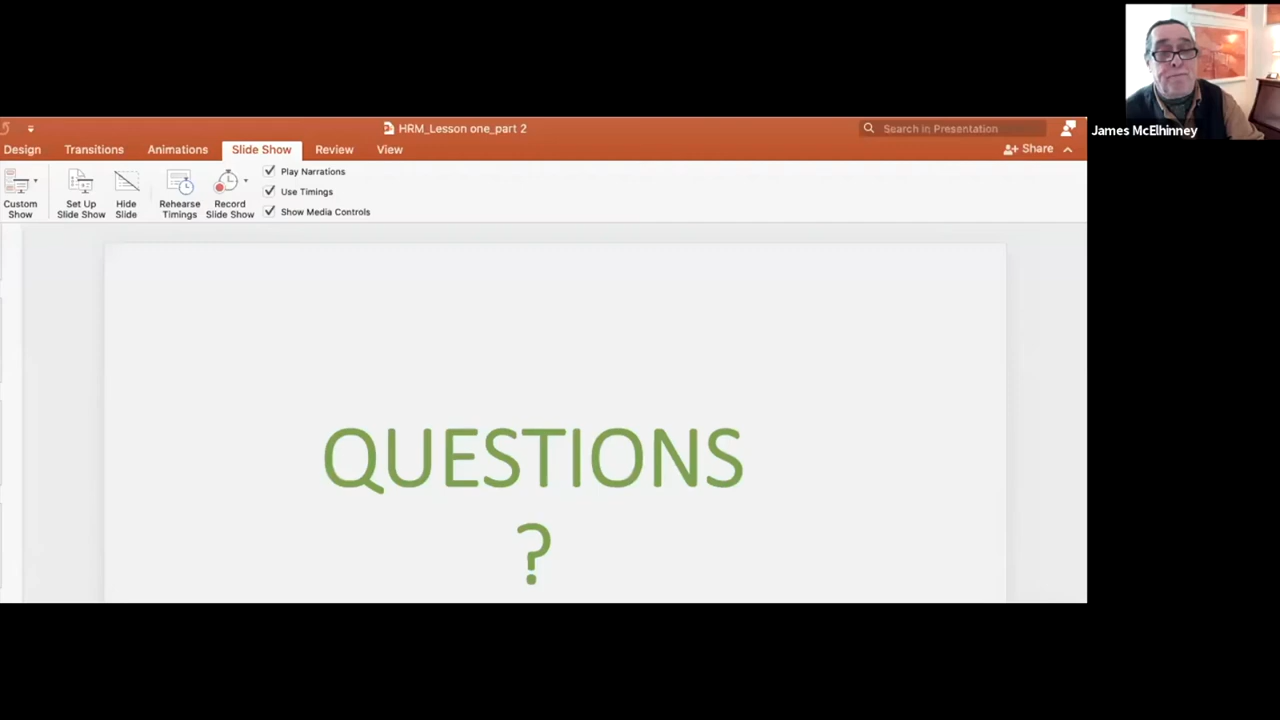 HRM_Lesson one_part 2
Search in Presentation
James McElhinney
Design Transitions Animations Slide Show Review View
Share
Custom Show
Set Up Slide Show
Hide Slide
Rehearse Timings
Record Slide Show
Play Narrations
Use Timings
Show Media Controls
QUESTIONS
?